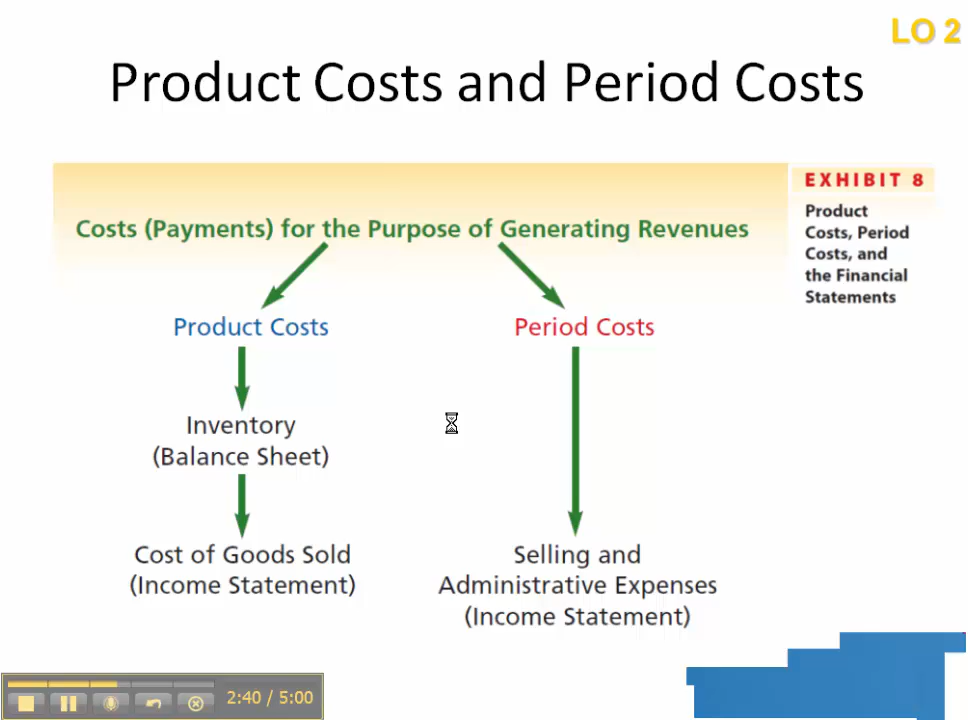 LO 2
Product Costs and Period Costs
EXHIBIT 8
Product
Costs, Period
Costs, and
the Financial
Statements
Costs (Payments) for the Purpose of Generating Revenues
Product Costs
Period Costs
Inventory
(Balance Sheet)
Cost of Goods Sold
(Income Statement)
Selling and
Administrative Expenses
(Income Statement)
2:40 / 5:00